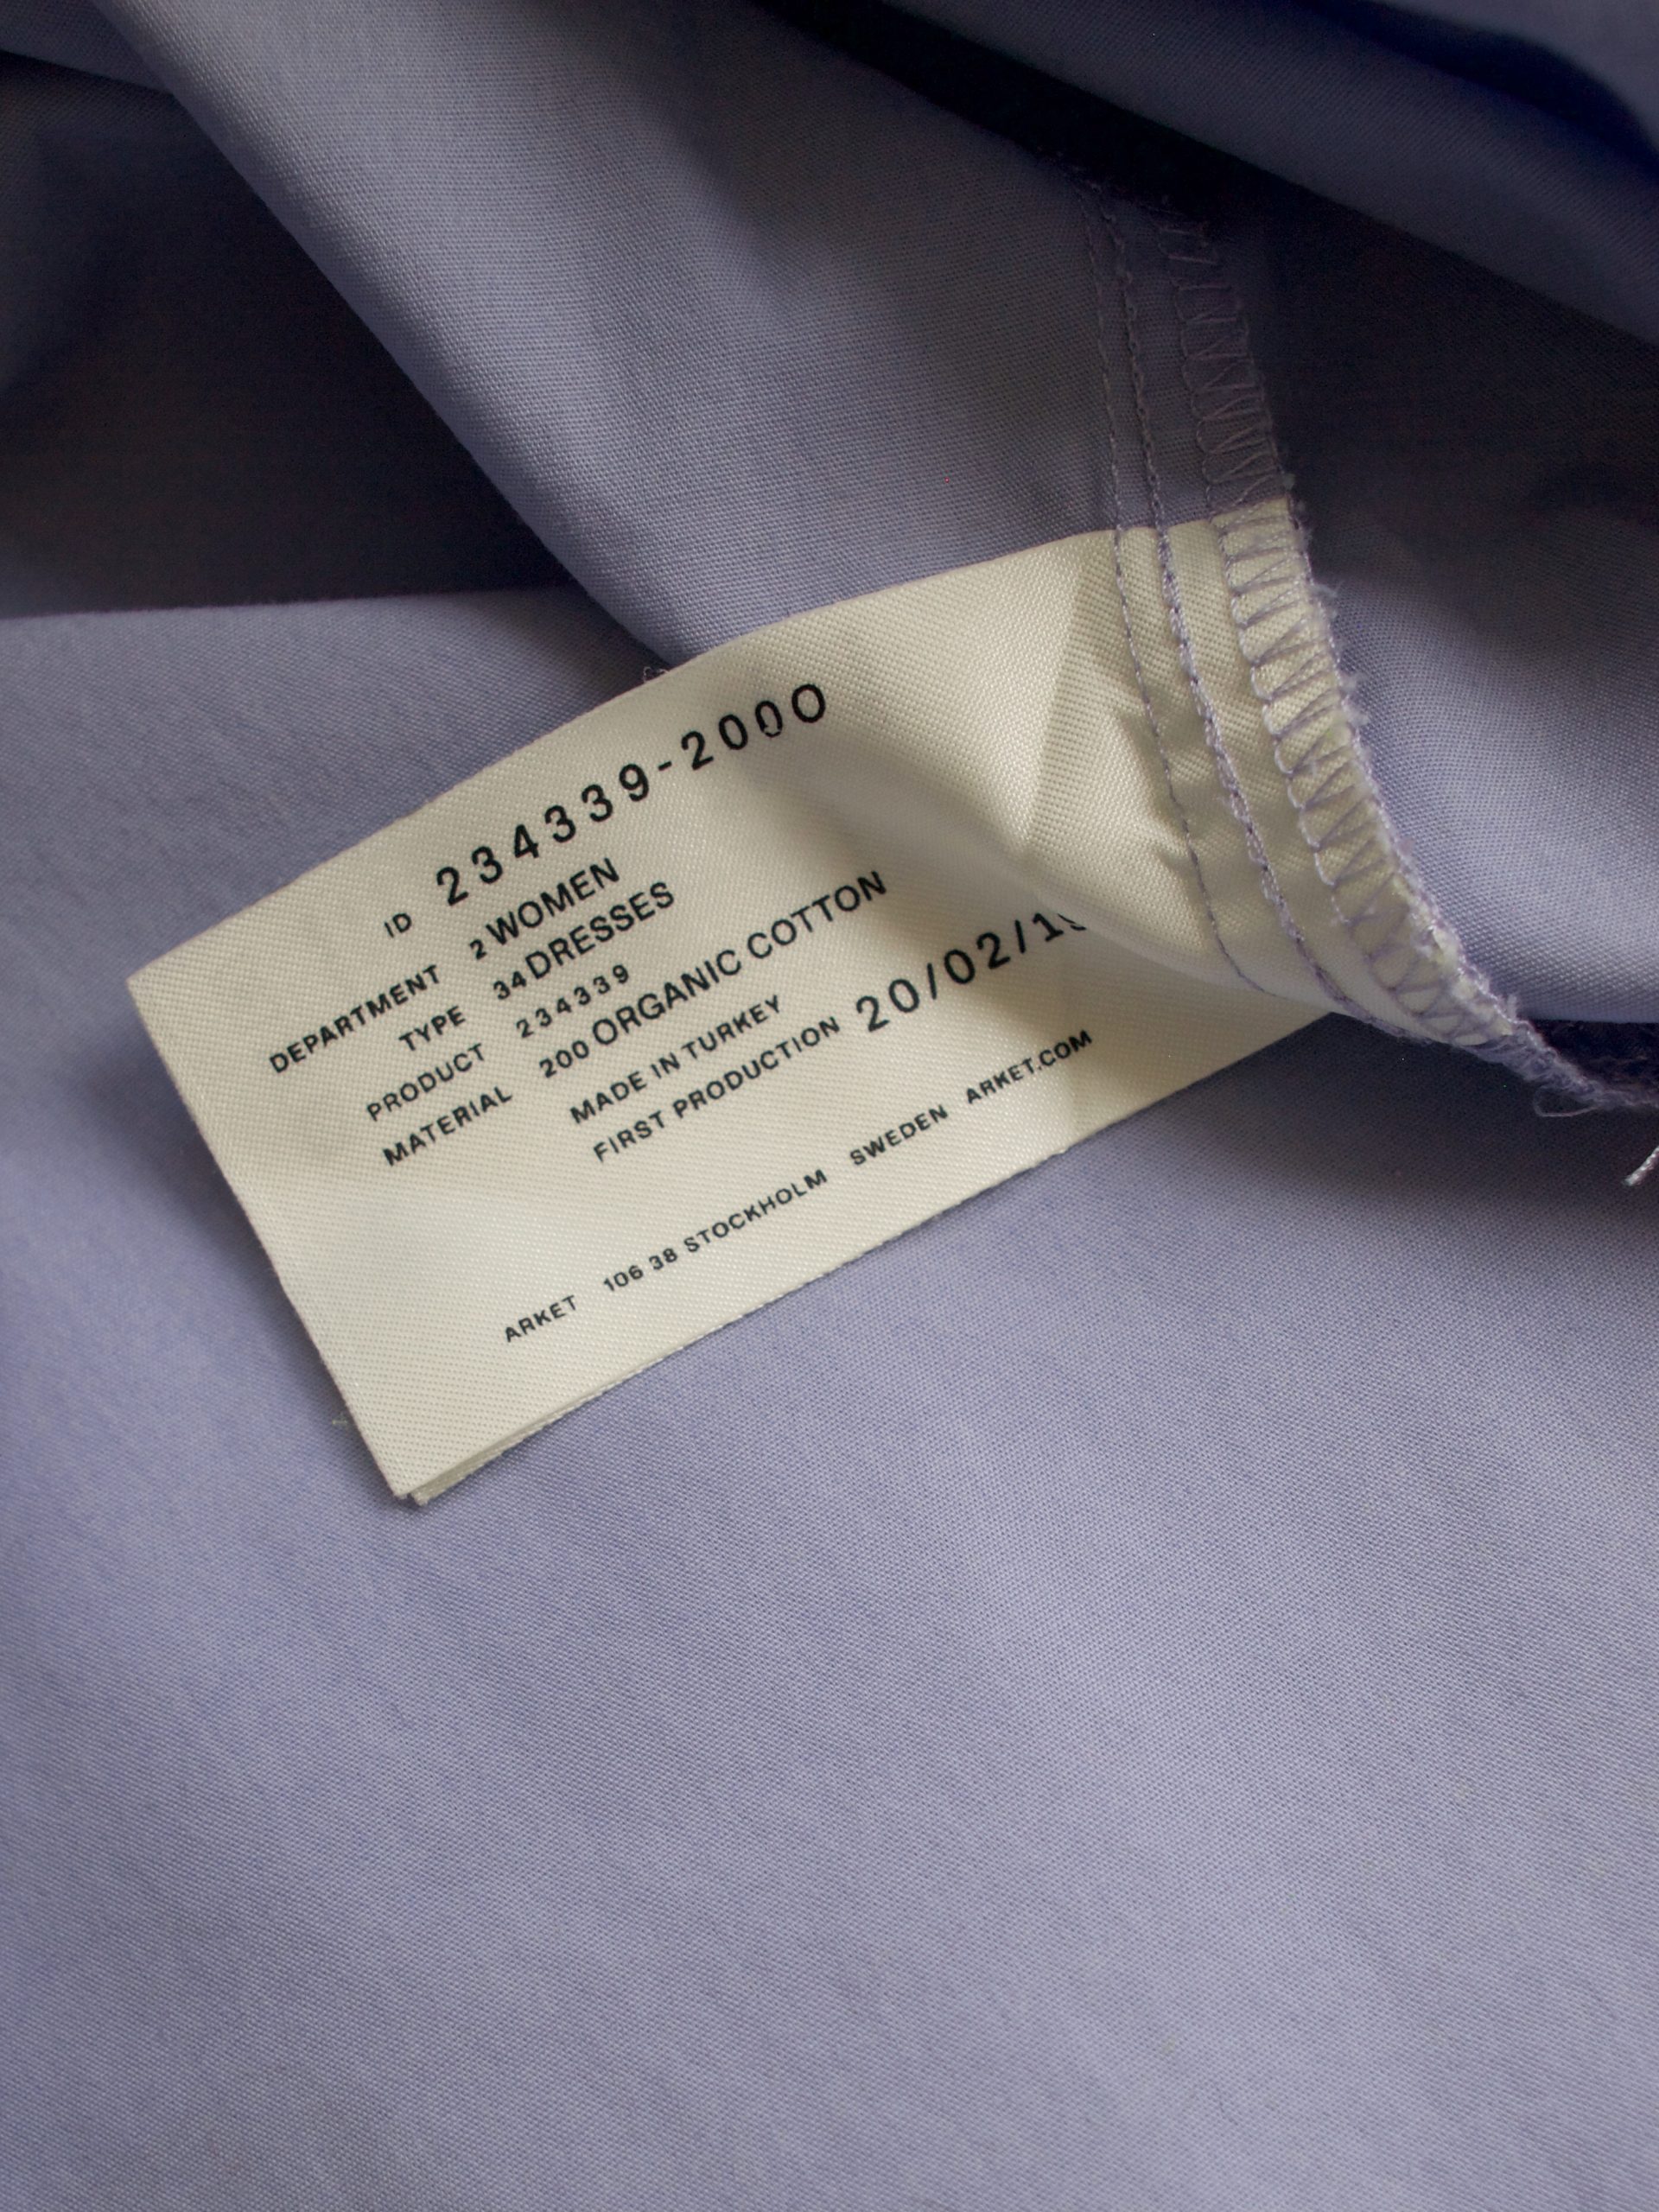 ID 234339-2000
DEPARTMENT 2 WOMEN
TYPE 34 DRESSES
PRODUCT 234339
MATERIAL 200 ORGANIC COTTON
MADE IN TURKEY
FIRST PRODUCTION 20/02/1
ARKET 106 38 STOCKHOLM SWEDEN ARKET.COM